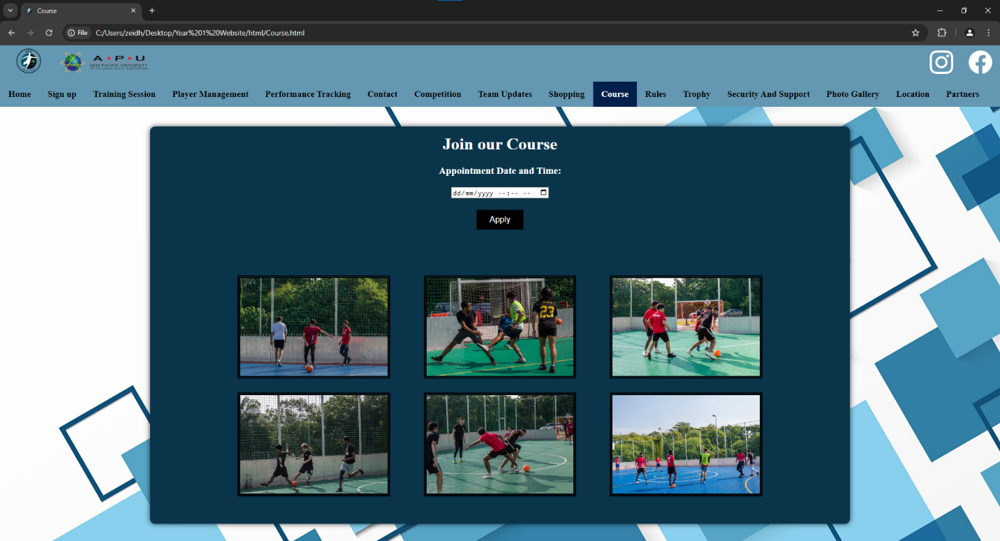 Course
File C:/Users/zeidh/Desktop/Year%201%20Website/html/Course.html
A·P·U
ASIA PACIFIC UNIVERSITY
OF TECHNOLOGY & INNOVATION
Home Sign up Training Session Player Management Performance Tracking Contact Competition Team Updates Shopping Course Rules Trophy Security And Support Photo Gallery Location Partners
Join our Course
Appointment Date and Time:
dd/mm/yyyy --:-- --
Apply
23